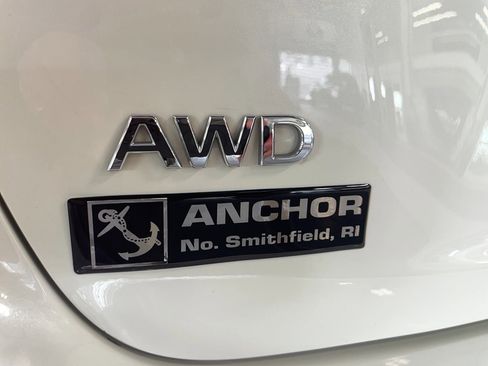 AWD
ANCHOR
No. Smithfield, RI